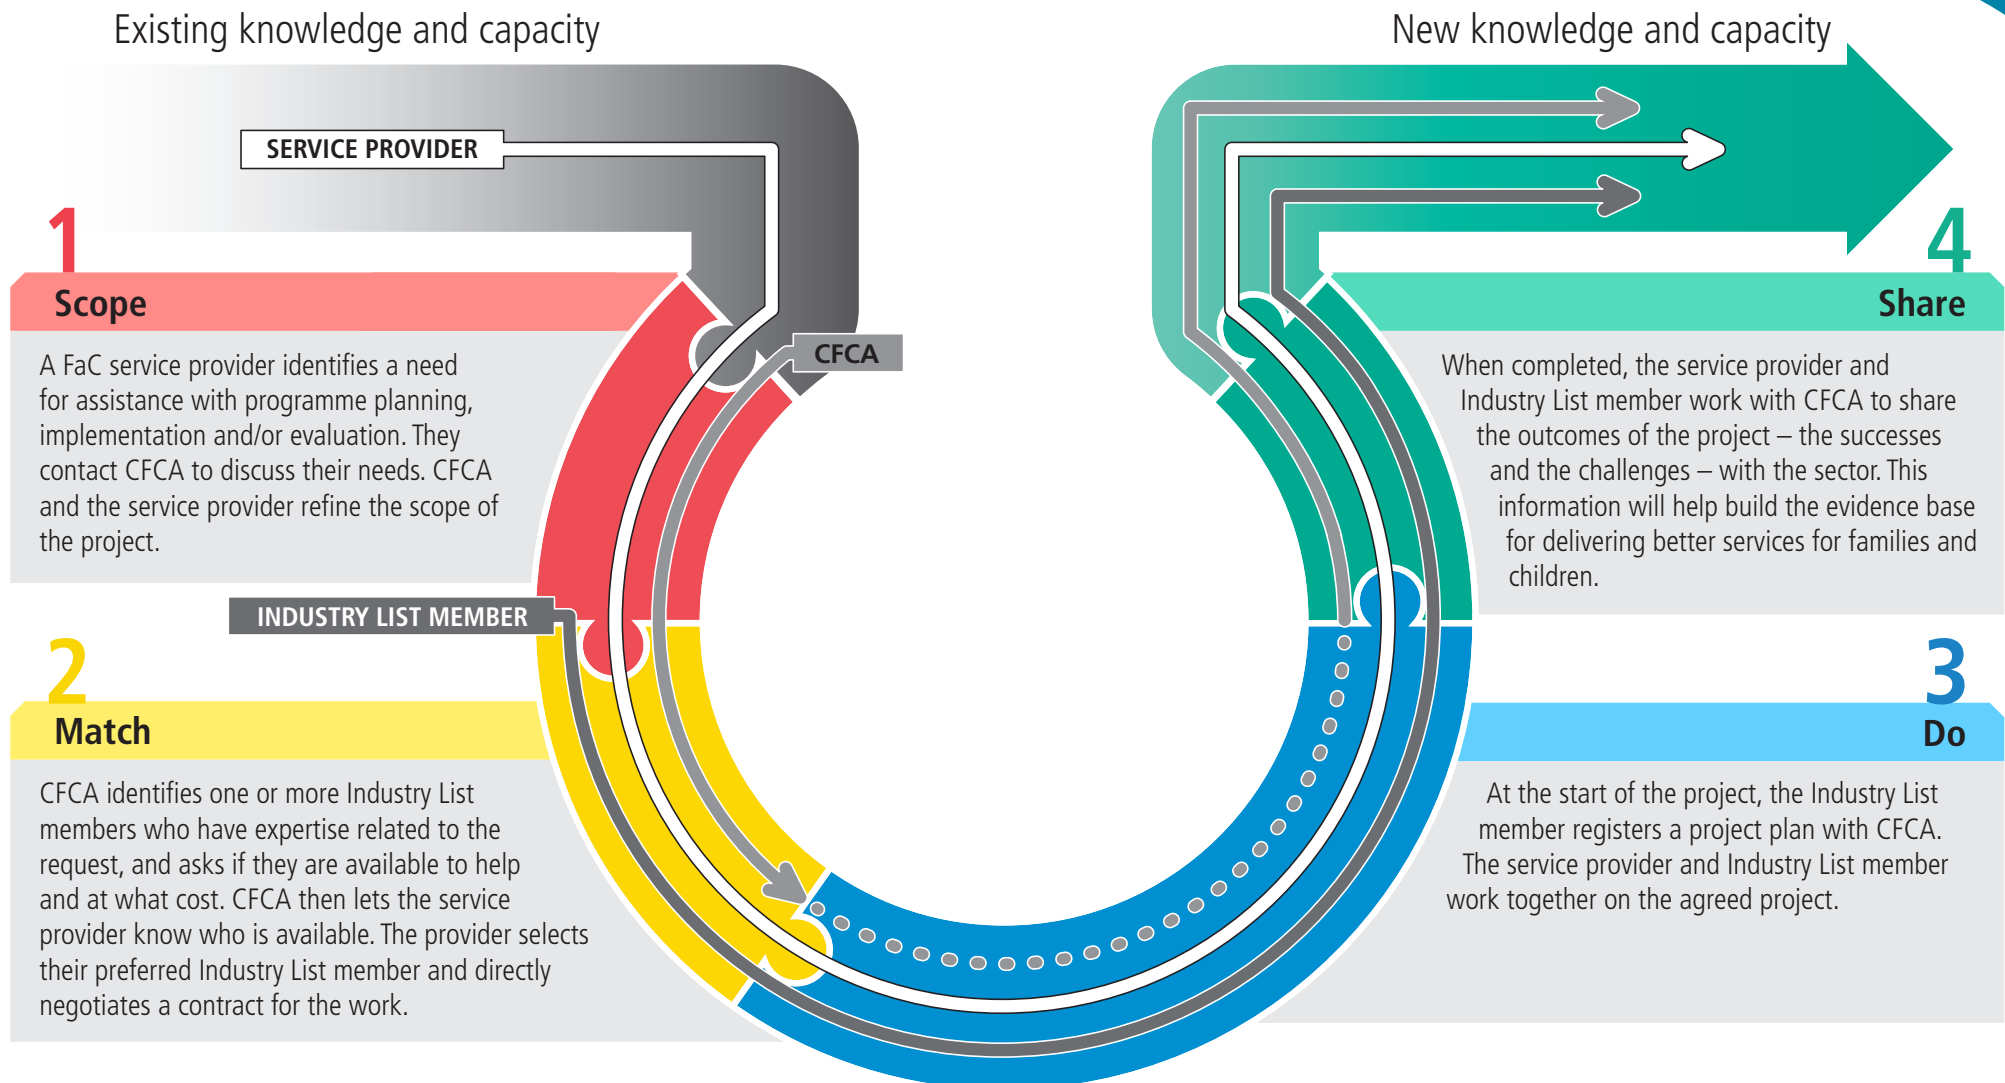 Existing knowledge and capacity
New knowledge and capacity
SERVICE PROVIDER
1
Scope
A FaC service provider identifies a need
for assistance with programme planning,
implementation and/or evaluation. They
contact CFCA to discuss their needs. CFCA
and the service provider refine the scope of
the project.
CFCA
INDUSTRY LIST MEMBER
2
Match
CFCA identifies one or more Industry List
members who have expertise related to the
request, and asks if they are available to help
and at what cost. CFCA then lets the service
provider know who is available. The provider selects
their preferred Industry List member and directly
negotiates a contract for the work.
3
Do
At the start of the project, the Industry List
member registers a project plan with CFCA.
The service provider and Industry List member
work together on the agreed project.
4
Share
When completed, the service provider and
Industry List member work with CFCA to share
the outcomes of the project – the successes
and the challenges – with the sector. This
information will help build the evidence base
for delivering better services for families and
children.